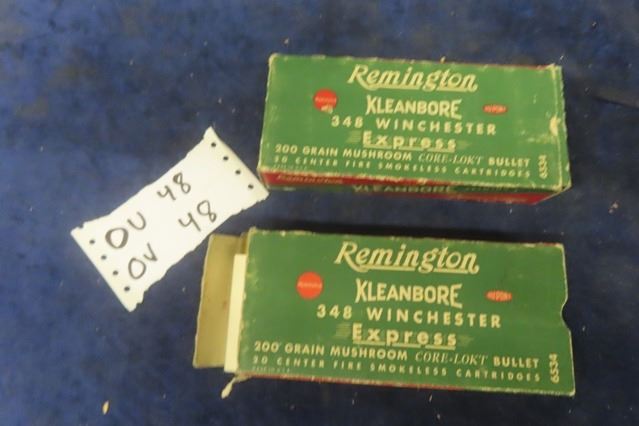 Remington
KLEANBORE
348 WINCHESTER
Express
200 GRAIN MUSHROOM CORE-LOKT BULLET
20 CENTER FIRE SMOKELESS CARTRIDGES
6534
Remington KLEANBORE
OU 48
OV 48
Remington
KLEANBORE
348 WINCHESTER
Express
200 GRAIN MUSHROOM CORE-LOKT BULLET
20 CENTER FIRE SMOKELESS CARTRIDGES
6534